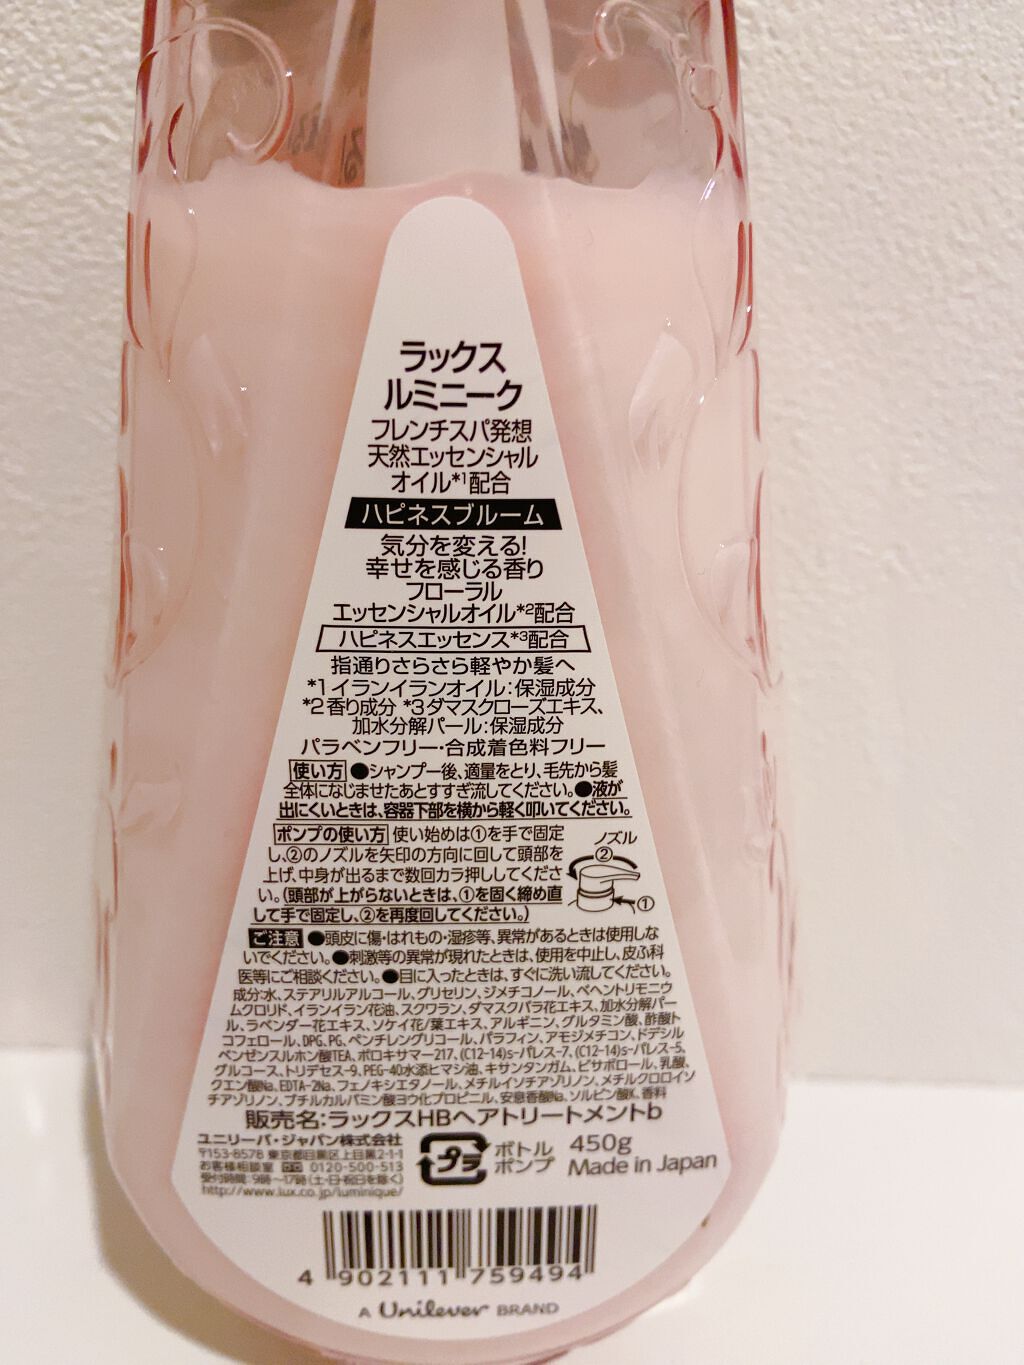 ラックス
ルミニーク
フレンチスパ発想
天然エッセンシャル
オイル*1配合
ハピネスブルーム
気分を変える!
幸せを感じる香り
フローラル
エッセンシャルオイル*2配合
ハピネスエッセンス*3配合
指通りさらさら軽やか髪へ
*1イランイランオイル:保湿成分
*2香り成分 *3ダマスクローズエキス、
加水分解パール:保湿成分
パラベンフリー・合成着色料フリー
使い方 ●シャンプー後、適量をとり、毛先から髪
全体になじませたあとすすぎ流してください。●液が
出にくいときは、容器下部を横から軽く叩いてください。
ポンプの使い方 使い始めは①を手で固定
し、②のノズルを矢印の方向に回して頭部を
上げ、中身が出るまで数回カラ押ししてくださ
い。(頭部が上がらないときは、①を固く締め直
して手で固定し、②を再度回してください。)
ノズル
②
①
ご注意 ●頭皮に傷・はれもの・湿疹等、異常があるときは使用しな
いでください。●刺激等の異常が現れたときは、使用を中止し、皮ふ科
医等にご相談ください。●目に入ったときは、すぐに洗い流してください。
成分:水、ステアリルアルコール、グリセリン、ジメチコノール、ベヘントリモニウ
ムクロリド、イランイラン花油、スクワラン、ダマスクバラ花エキス、加水分解パー
ル、ラベンダー花エキス、ソケイ花/葉エキス、アルギニン、グルタミン酸、酢酸ト
コフェロール、DPG、PG、ペンチレングリコール、パラフィン、アモジメチコン、ドデシル
ベンゼンスルホン酸TEA、ポロキサマー217、(C12-14)s-パレス-7、(C12-14)s-パレス-5、
グルコース、トリデセス-9、PEG-40水添ヒマシ油、キサンタンガム、ビサボロール、乳酸、
クエン酸Na、EDTA-2Na、フェノキシエタノール、メチルイソチアゾリノン、メチルクロロイソ
チアゾリノン、ブチルカルバミン酸ヨウ化プロピニル、安息香酸Na、ソルビン酸K、香料
販売名:ラックスHBヘアトリートメントb
ユニリーバ・ジャパン株式会社
〒153-8578 東京都目黒区上目黒2-1-1
お客様相談室 0120-500-513
受付時間:9時～17時(土・日・祝日を除く)
http://www.lux.co.jp/luminique/
プラ
ボトル
ポンプ
450g
Made in Japan
4 902111 759494
A Unilever BRAND